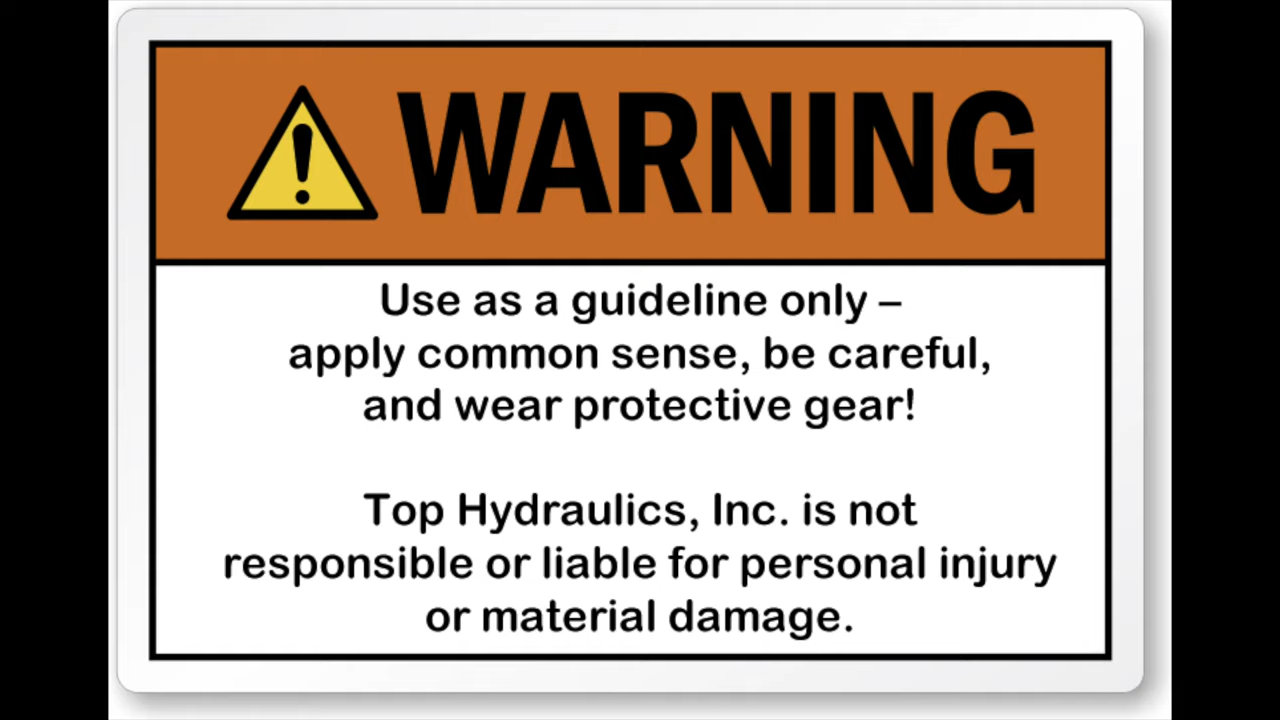 WARNING
Use as a guideline only –
apply common sense, be careful,
and wear protective gear!
Top Hydraulics, Inc. is not
responsible or liable for personal injury
or material damage.